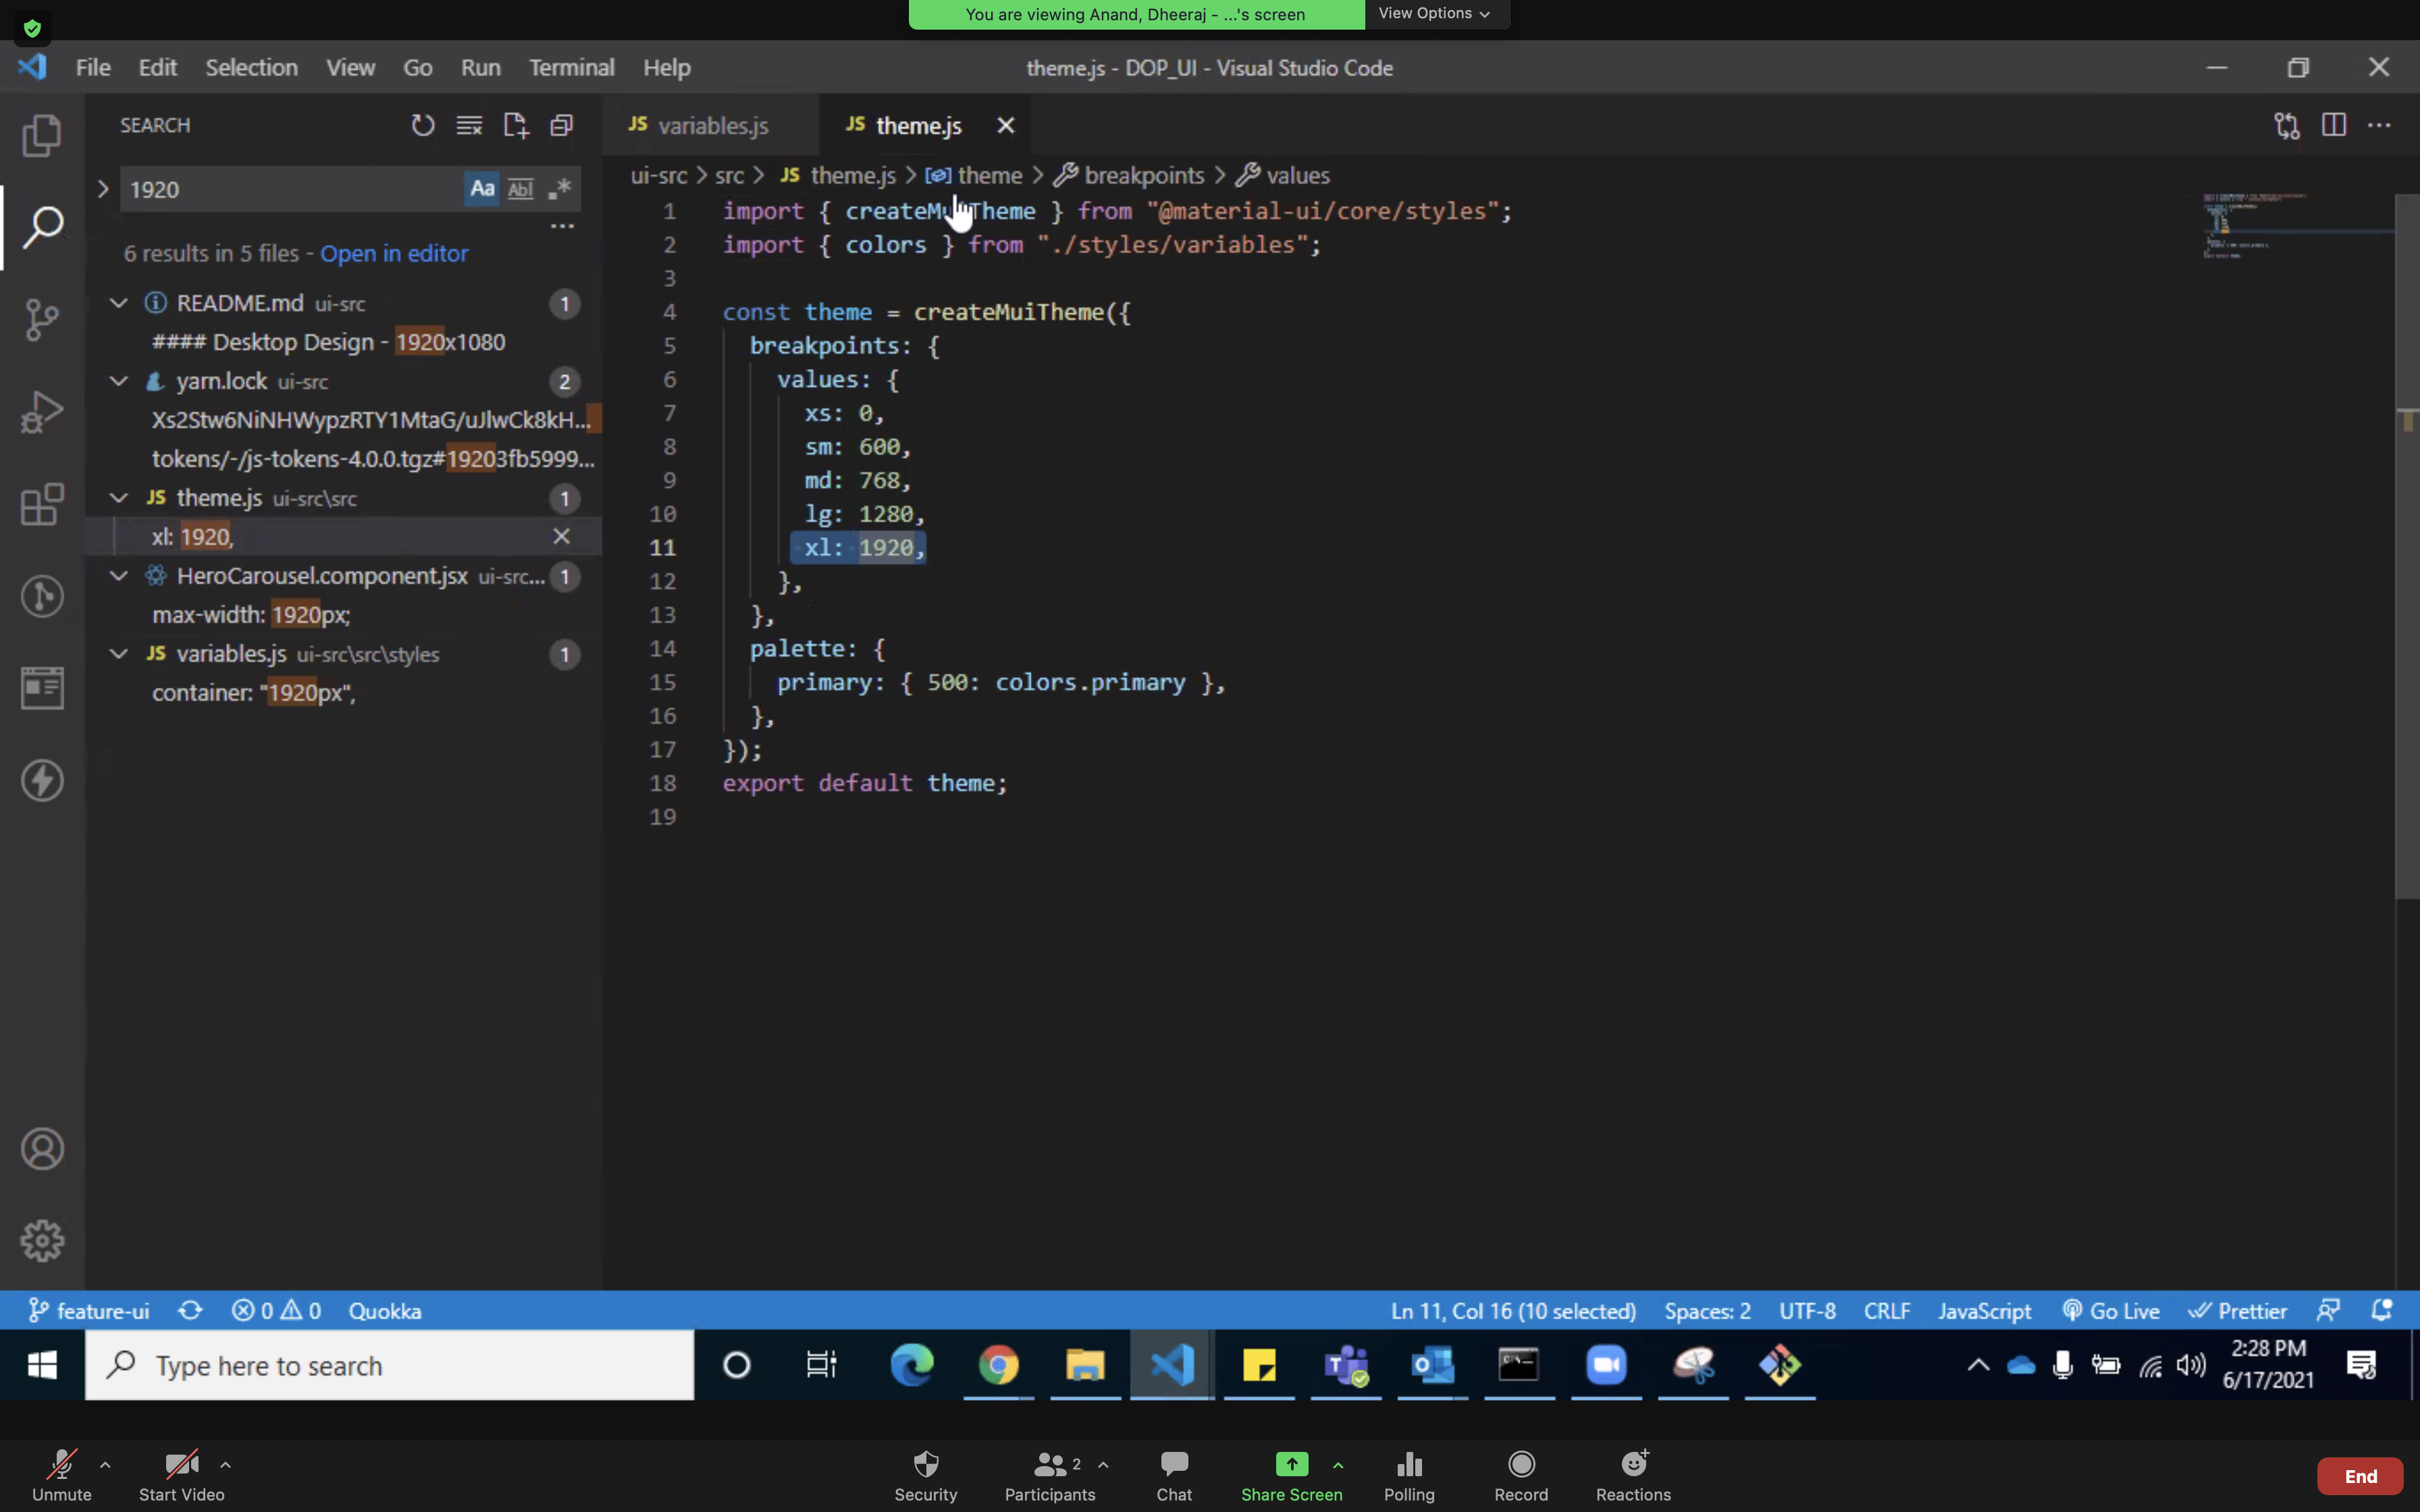 You are viewing Anand, Dheeraj - ...'s screen
View Options
File Edit Selection View Go Run Terminal Help
theme.js - DOP_UI - Visual Studio Code
SEARCH
1920
Aa Abl .*
6 results in 5 files - Open in editor
README.md ui-src 1
#### Desktop Design - 1920x1080
yarn.lock ui-src 2
Xs2Stw6NiNHWypzRTY1MtaG/uJlwCk8kH...
tokens/-/js-tokens-4.0.0.tgz#19203fb5999...
JS theme.js ui-src\src 1
xl: 1920,
HeroCarousel.component.jsx ui-src... 1
max-width: 1920px;
JS variables.js ui-src\src\styles 1
container: "1920px",
JS variables.js
JS theme.js
ui-src > src > JS theme.js > theme > breakpoints > values
1 import { createMuiTheme } from "@material-ui/core/styles";
2 import { colors } from "./styles/variables";
3
4 const theme = createMuiTheme({
5 breakpoints: {
6 values: {
7 xs: 0,
8 sm: 600,
9 md: 768,
10 lg: 1280,
11 xl: 1920,
12 },
13 },
14 palette: {
15 primary: { 500: colors.primary },
16 },
17 });
18 export default theme;
19
feature-ui 0 0 Quokka
Ln 11, Col 16 (10 selected) Spaces: 2 UTF-8 CRLF JavaScript Go Live Prettier
Type here to search
2:28 PM
6/17/2021
Unmute
Start Video
Security
Participants 2
Chat
Share Screen
Polling
Record
Reactions
End